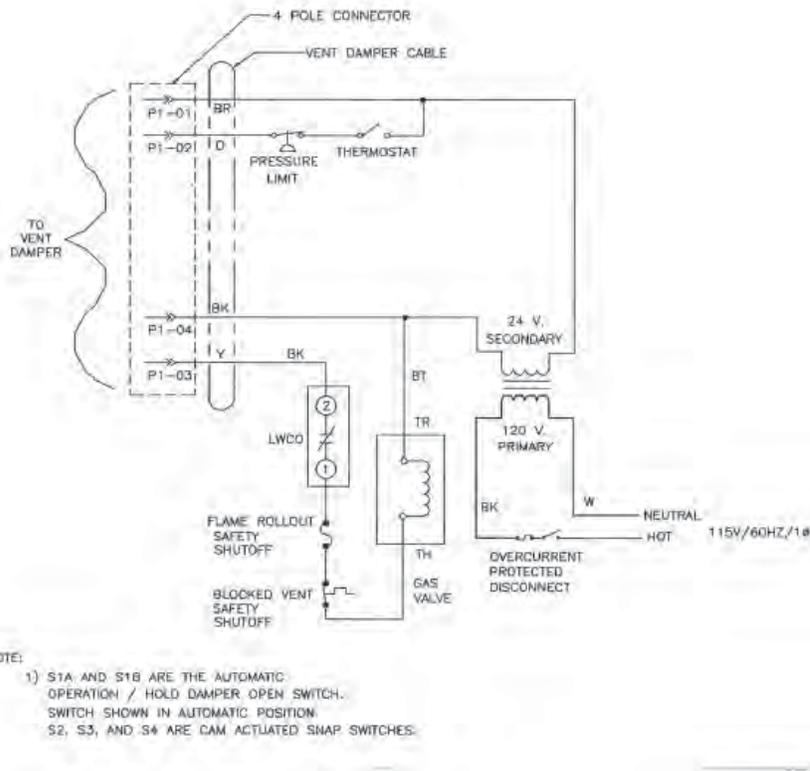 4 POLE CONNECTOR
VENT DAMPER CABLE
P1-01
BR
P1-02
O
PRESSURE
LIMIT
THERMOSTAT
TO
VENT
DAMPER
BK
P1-04
24 V.
SECONDARY
Y
BK
P1-03
BT
2
LWCO
1
TR
120 V.
PRIMARY
BK
W
NEUTRAL
HOT
115V/60HZ/1ø
FLAME ROLLOUT
SAFETY
SHUTOFF
TH
OVERCURRENT
PROTECTED
DISCONNECT
GAS
VALVE
BLOCKED VENT
SAFETY
SHUTOFF
OTE:
1) S1A AND S1B ARE THE AUTOMATIC
OPERATION / HOLD DAMPER OPEN SWITCH.
SWITCH SHOWN IN AUTOMATIC POSITION
S2, S3, AND S4 ARE CAM ACTUATED SNAP SWITCHES.